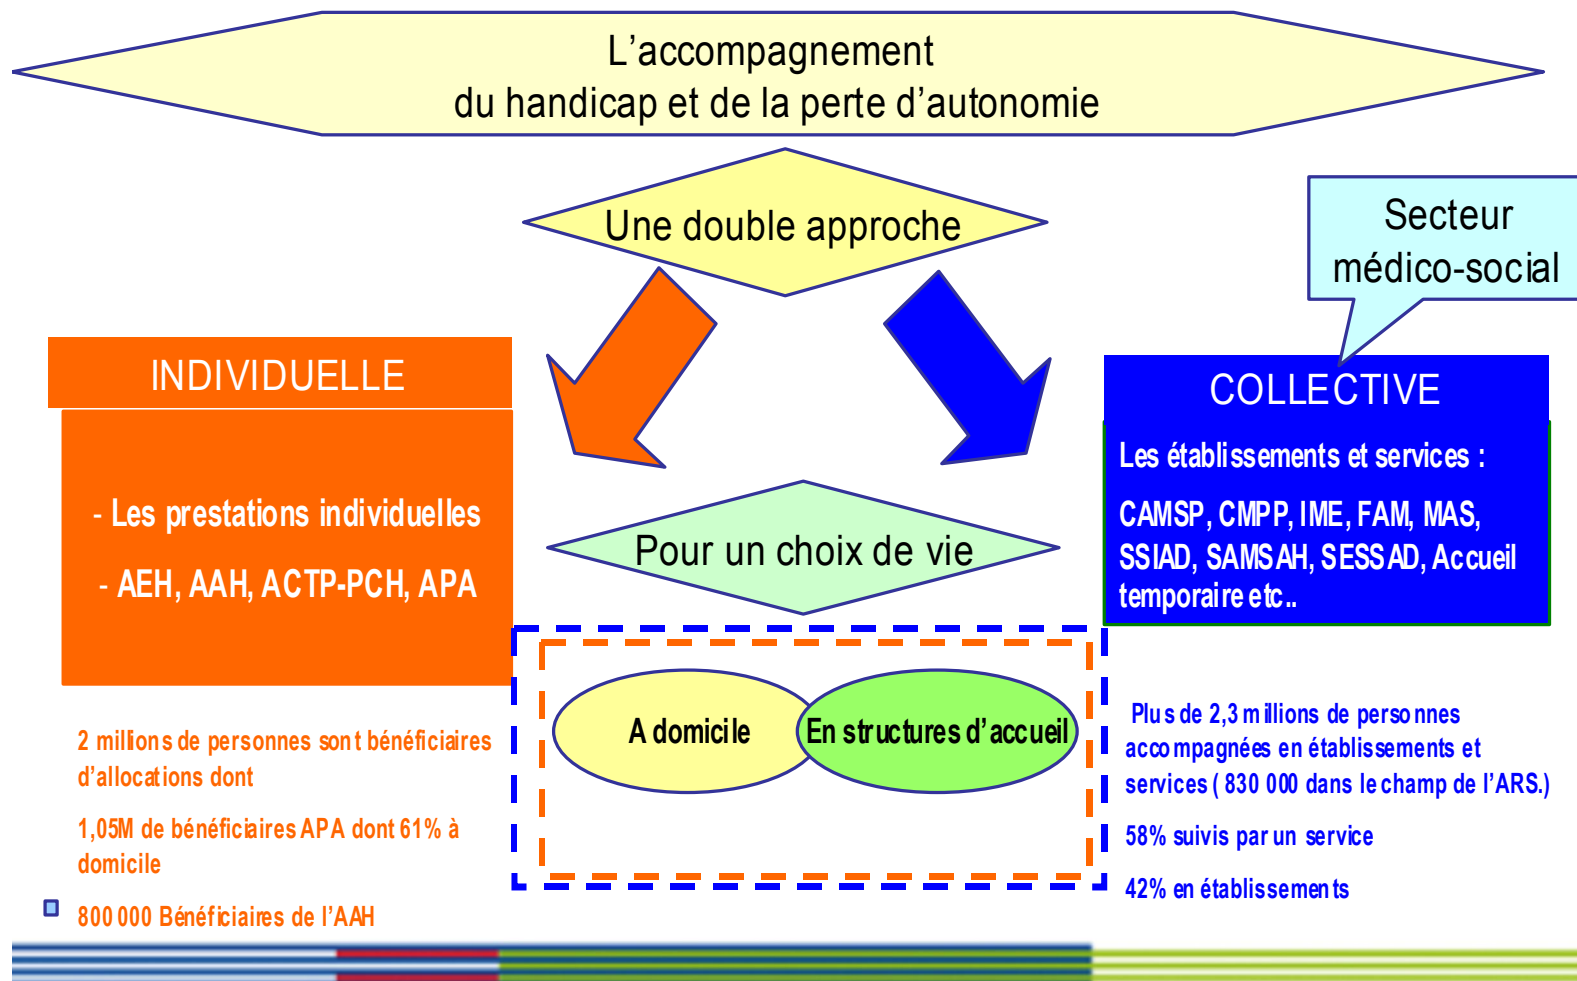 L’accompagnement
du handicap et de la perte d’autonomie
Une double approche
Secteur
médico-social
INDIVIDUELLE
- Les prestations individuelles
- AEH, AAH, ACTP-PCH, APA
COLLECTIVE
Les établissements et services :
CAMSP, CMPP, IME, FAM, MAS,
SSIAD, SAMSAH, SESSAD, Accueil
temporaire etc..
Pour un choix de vie
A domicile
En structures d’accueil
2 millions de personnes sont bénéficiaires
d’allocations dont
1,05M de bénéficiaires APA dont 61% à
domicile
800 000 Bénéficiaires de l’AAH
Plus de 2,3 millions de personnes
accompagnées en établissements et
services ( 830 000 dans le champ de l’ARS.)
58% suivis par un service
42% en établissements